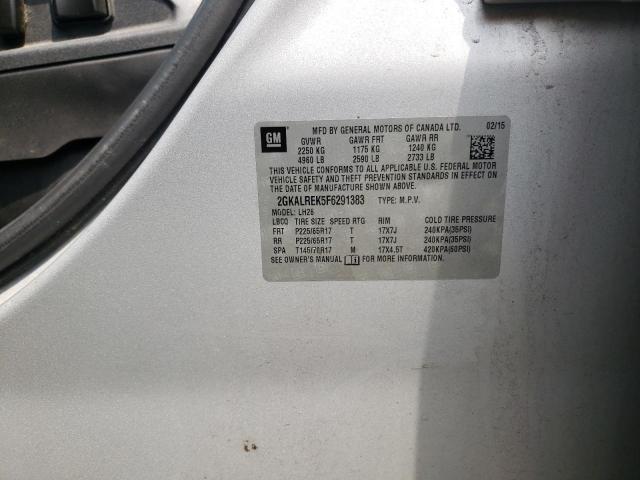 GM
MFD BY GENERAL MOTORS OF CANADA LTD. 02/15
GVWR GAWR FRT GAWR RR
2250 KG 1175 KG 1240 KG
4960 LB 2590 LB 2733 LB
THIS VEHICLE CONFORMS TO ALL APPLICABLE U.S. FEDERAL MOTOR
VEHICLE SAFETY AND THEFT PREVENTION STANDARDS IN EFFECT
ON THE DATE OF MANUFACTURE SHOWN ABOVE.
2GKALREK5F6291383 TYPE: M.P.V.
MODEL: LH26
LBCO TIRE SIZE SPEED RTG RIM COLD TIRE PRESSURE
FRT P225/65R17 T 17X7J 240KPA(35PSI)
RR P225/65R17 T 17X7J 240KPA(35PSI)
SPA T145/70R17 M 17X4.5T 420KPA(60PSI)
SEE OWNER'S MANUAL FOR MORE INFORMATION.